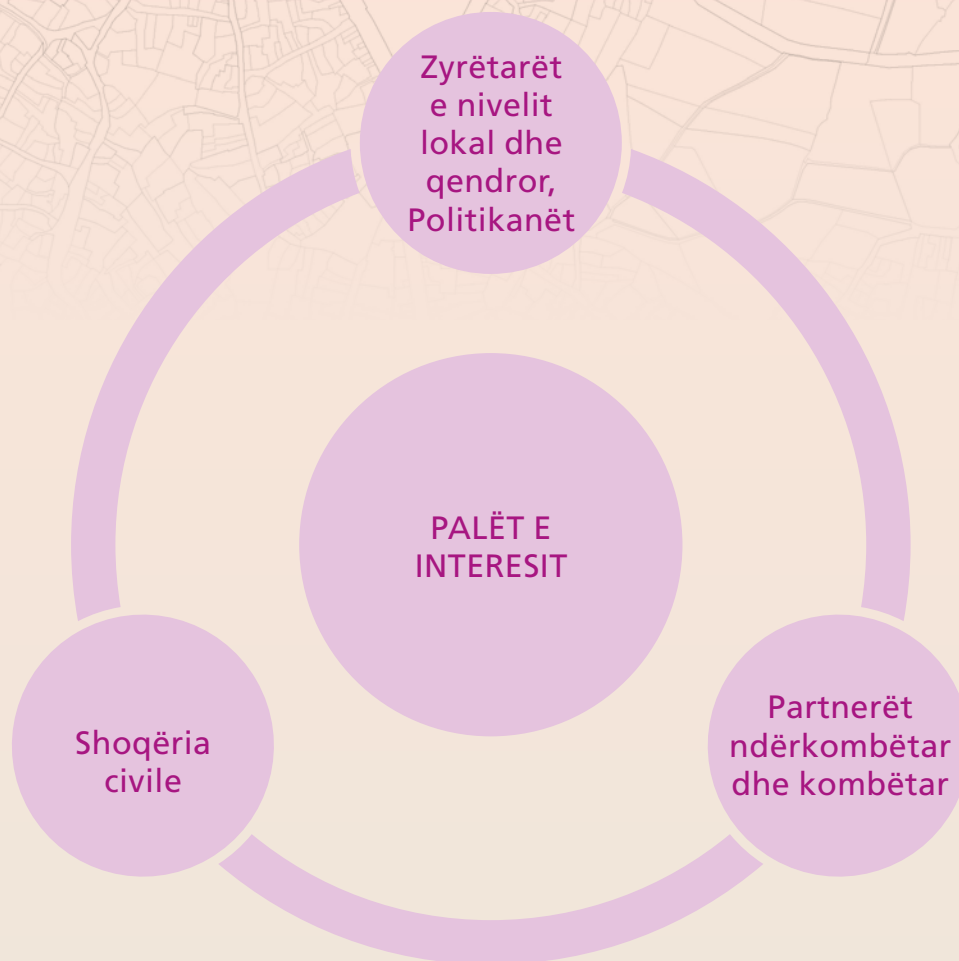 Zyrëtarët
e nivelit
lokal dhe
qendror,
Politikanët
PALËT E
INTERESIT
Shoqëria
civile
Partnerët
ndërkombëtar
dhe kombëtar